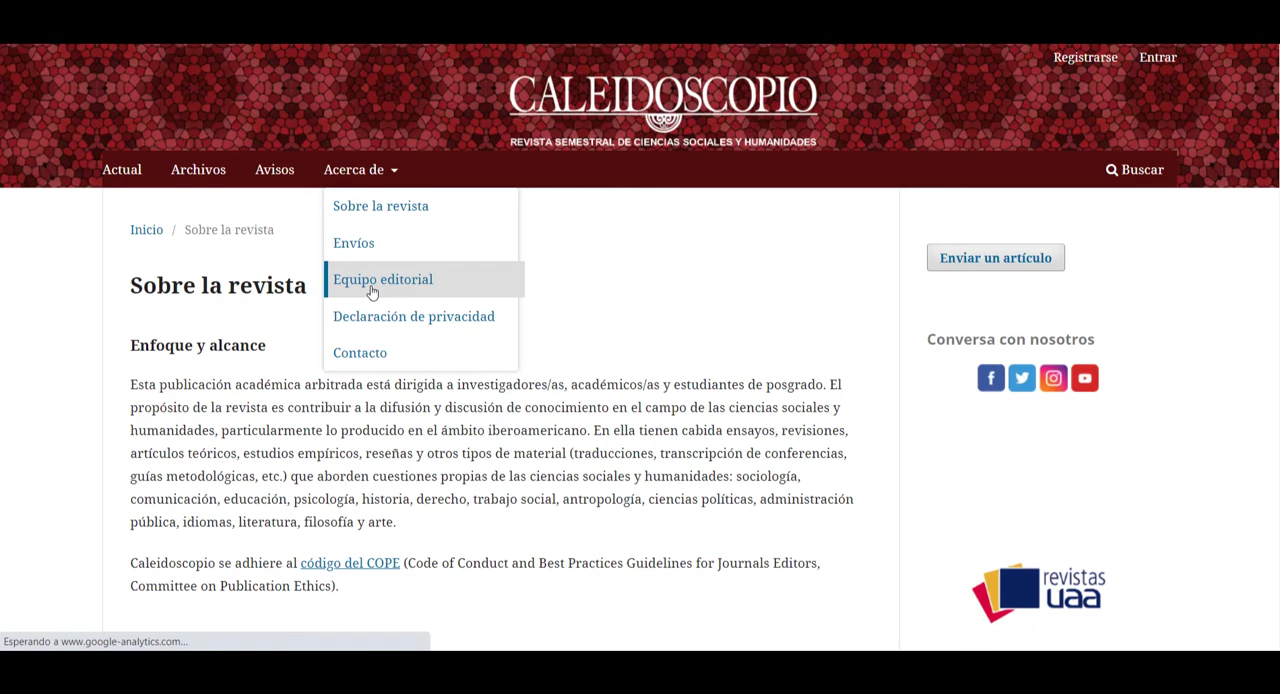 Registrarse Entrar
CALEIDOSCOPIO
REVISTA SEMESTRAL DE CIENCIAS SOCIALES Y HUMANIDADES
Actual Archivos Avisos Acerca de Buscar
Sobre la revista
Envíos
Equipo editorial
Declaración de privacidad
Contacto
Inicio / Sobre la revista
Sobre la revista
Enfoque y alcance
Esta publicación académica arbitrada está dirigida a investigadores/as, académicos/as y estudiantes de posgrado. El
propósito de la revista es contribuir a la difusión y discusión de conocimiento en el campo de las ciencias sociales y
humanidades, particularmente lo producido en el ámbito iberoamericano. En ella tienen cabida ensayos, revisiones,
artículos teóricos, estudios empíricos, reseñas y otros tipos de material (traducciones, transcripción de conferencias,
guías metodológicas, etc.) que aborden cuestiones propias de las ciencias sociales y humanidades: sociología,
comunicación, educación, psicología, historia, derecho, trabajo social, antropología, ciencias políticas, administración
pública, idiomas, literatura, filosofía y arte.
Caleidoscopio se adhiere al código del COPE (Code of Conduct and Best Practices Guidelines for Journals Editors,
Committee on Publication Ethics).
Enviar un artículo
Conversa con nosotros
revistas
uaa
Esperando a www.google-analytics.com...